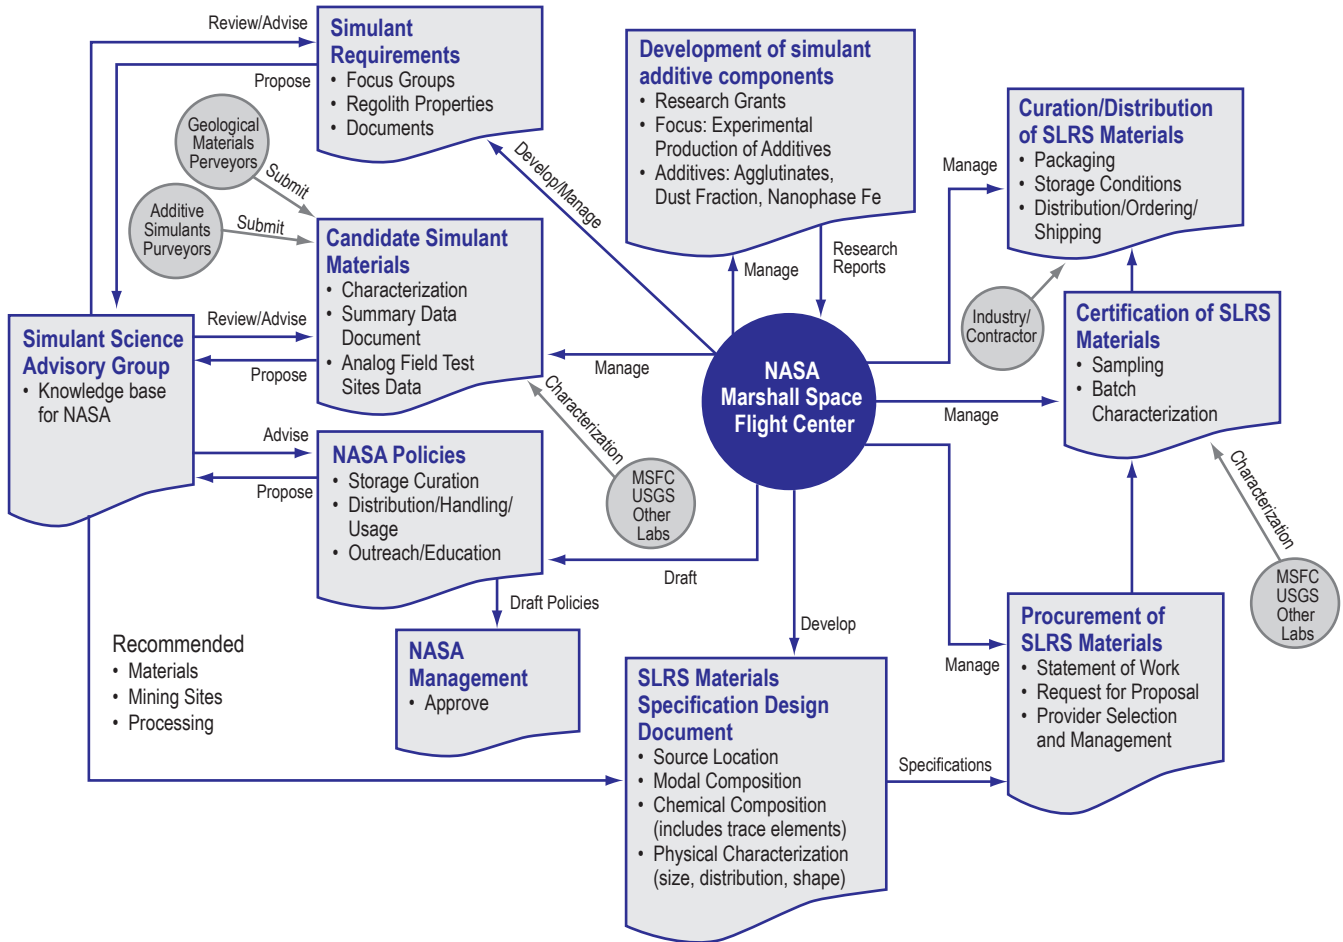 Review/Advise
Propose
Simulant
Requirements
• Focus Groups
• Regolith Properties
• Documents
Geological
Materials
Perveyors
Submit
Additive
Simulants
Purveyors
Submit
Develop/Manage
Development of simulant
additive components
• Research Grants
• Focus: Experimental
Production of Additives
• Additives: Agglutinates,
Dust Fraction, Nanophase Fe
Manage
Research
Reports
Manage
Curation/Distribution
of SLRS Materials
• Packaging
• Storage Conditions
• Distribution/Ordering/
Shipping
Industry/
Contractor
Candidate Simulant
Materials
• Characterization
• Summary Data
Document
• Analog Field Test
Sites Data
Review/Advise
Propose
Manage
Simulant Science
Advisory Group
• Knowledge base
for NASA
NASA
Marshall Space
Flight Center
Manage
Certification of SLRS
Materials
• Sampling
• Batch
Characterization
Characterization
MSFC
USGS
Other
Labs
Advise
Propose
NASA Policies
• Storage Curation
• Distribution/Handling/
Usage
• Outreach/Education
Draft
Characterization
MSFC
USGS
Other
Labs
Draft Policies
NASA
Management
• Approve
Develop
Manage
Procurement of
SLRS Materials
• Statement of Work
• Request for Proposal
• Provider Selection
and Management
Recommended
• Materials
• Mining Sites
• Processing
SLRS Materials
Specification Design
Document
• Source Location
• Modal Composition
• Chemical Composition
(includes trace elements)
• Physical Characterization
(size, distribution, shape)
Specifications